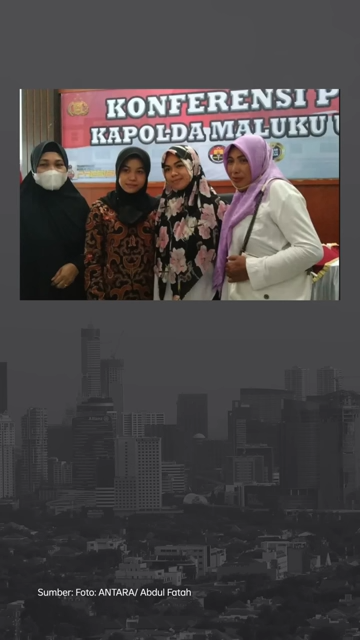 KONFERENSI P
KAPOLDA MALUKU U
Sumber: Foto: ANTARA/ Abdul Fatah